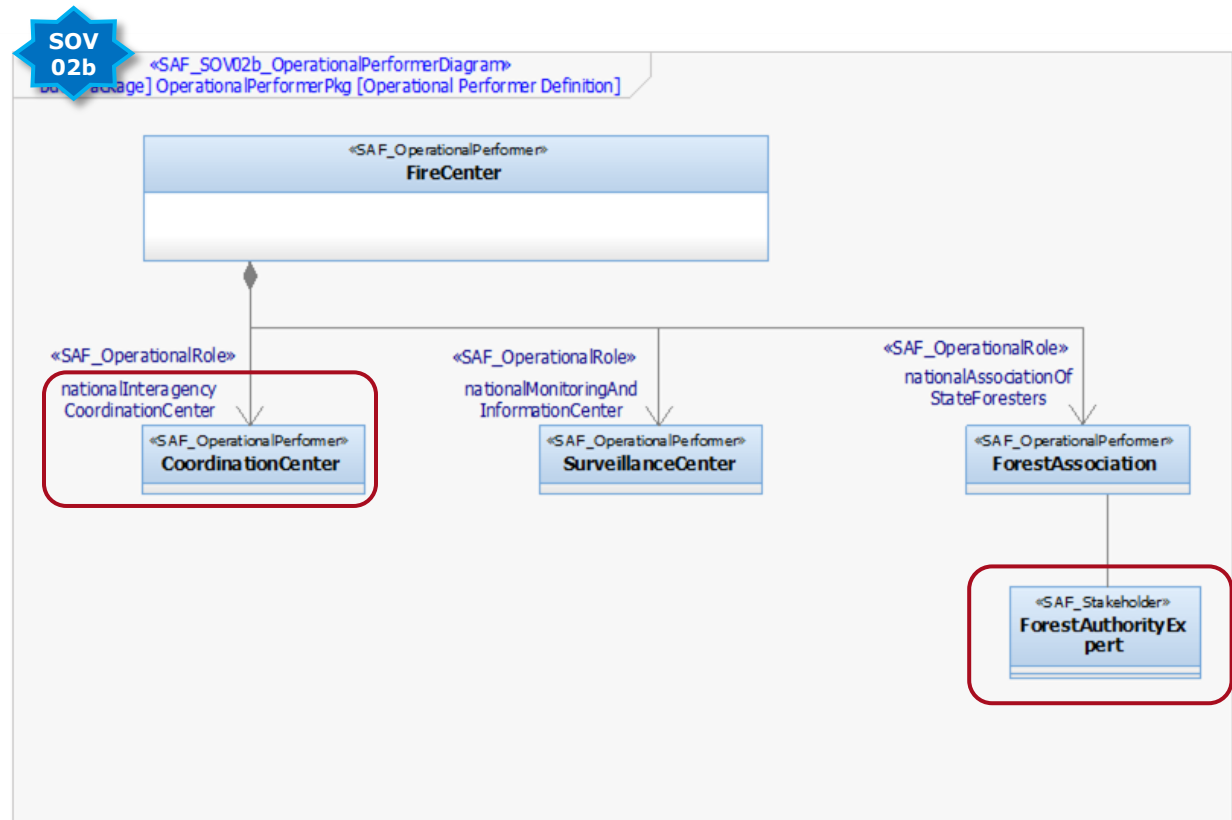 SOV
02b
«SAF_SOV02b_OperationalPerformerDiagram»
OperationalPerformerPkg [Operational Performer Definition]
«SAF_OperationalPerformer»
FireCenter
«SAF_OperationalRole»
nationalInteragency
CoordinationCenter
«SAF_OperationalPerformer»
CoordinationCenter
«SAF_OperationalRole»
nationalMonitoringAnd
InformationCenter
«SAF_OperationalPerformer»
SurveillanceCenter
«SAF_OperationalRole»
nationalAssociationOf
StateForesters
«SAF_OperationalPerformer»
ForestAssociation
«SAF_Stakeholder»
ForestAuthorityEx
pert